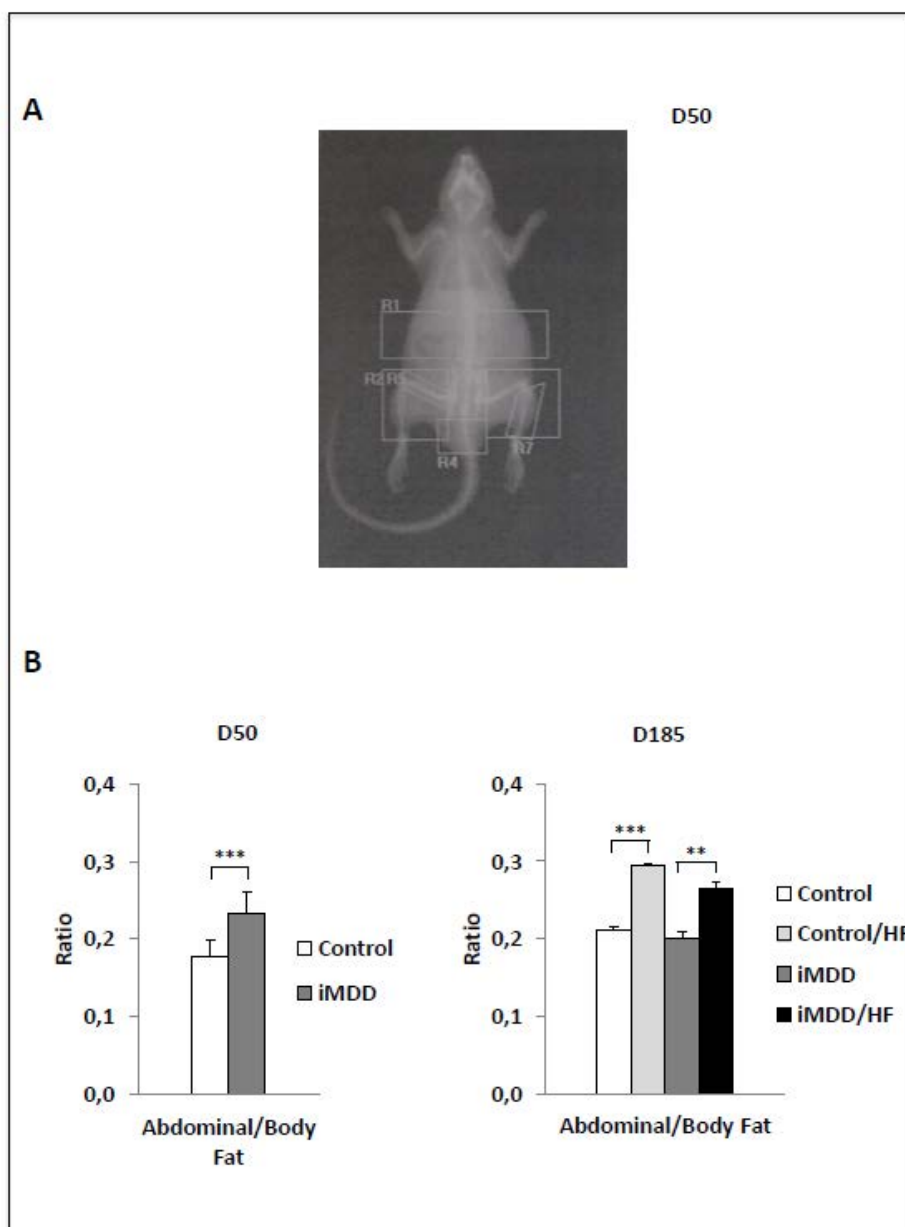 A
D50
R1
R2
R4
R7
B
D50
0,4
0,3
0,2
0,1
0,0
Ratio
***
Control
iMDD
Abdominal/Body
Fat
D185
0,4
0,3
0,2
0,1
0,0
Ratio
***
**
Control
Control/HF
iMDD
iMDD/HF
Abdominal/Body Fat